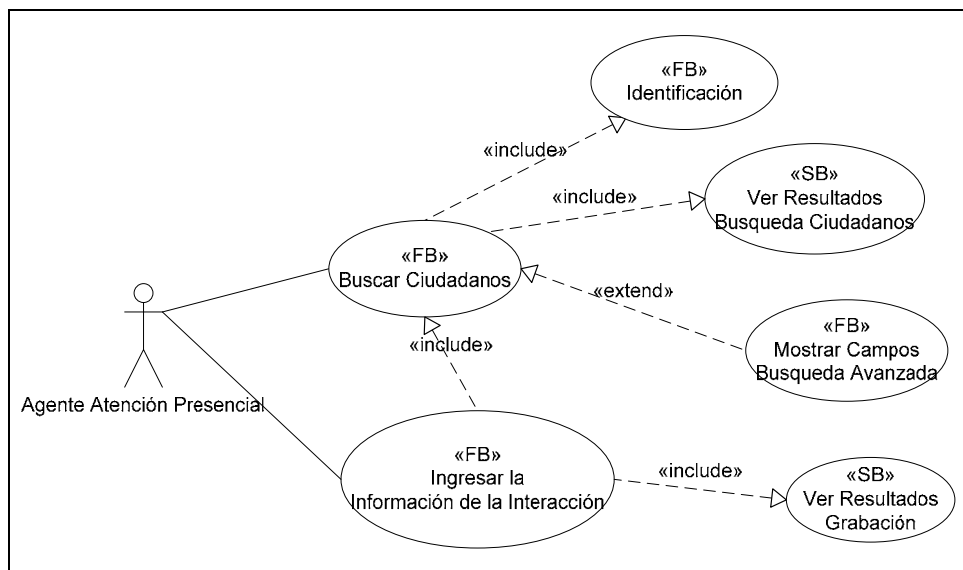 «FB»
Identificación
«include»
«SB»
Ver Resultados
Busqueda Ciudadanos
«include»
«FB»
Buscar Ciudadanos
«extend»
«FB»
Mostrar Campos
Busqueda Avanzada
«include»
Agente Atención Presencial
«FB»
Ingresar la
Información de la Interacción
«include»
«SB»
Ver Resultados
Grabación